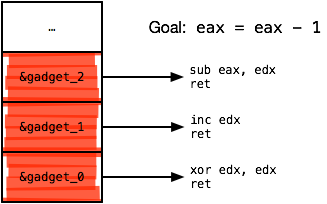 …
Goal: eax = eax - 1
&gadget_2
sub eax, edx
ret
&gadget_1
inc edx
ret
&gadget_0
xor edx, edx
ret